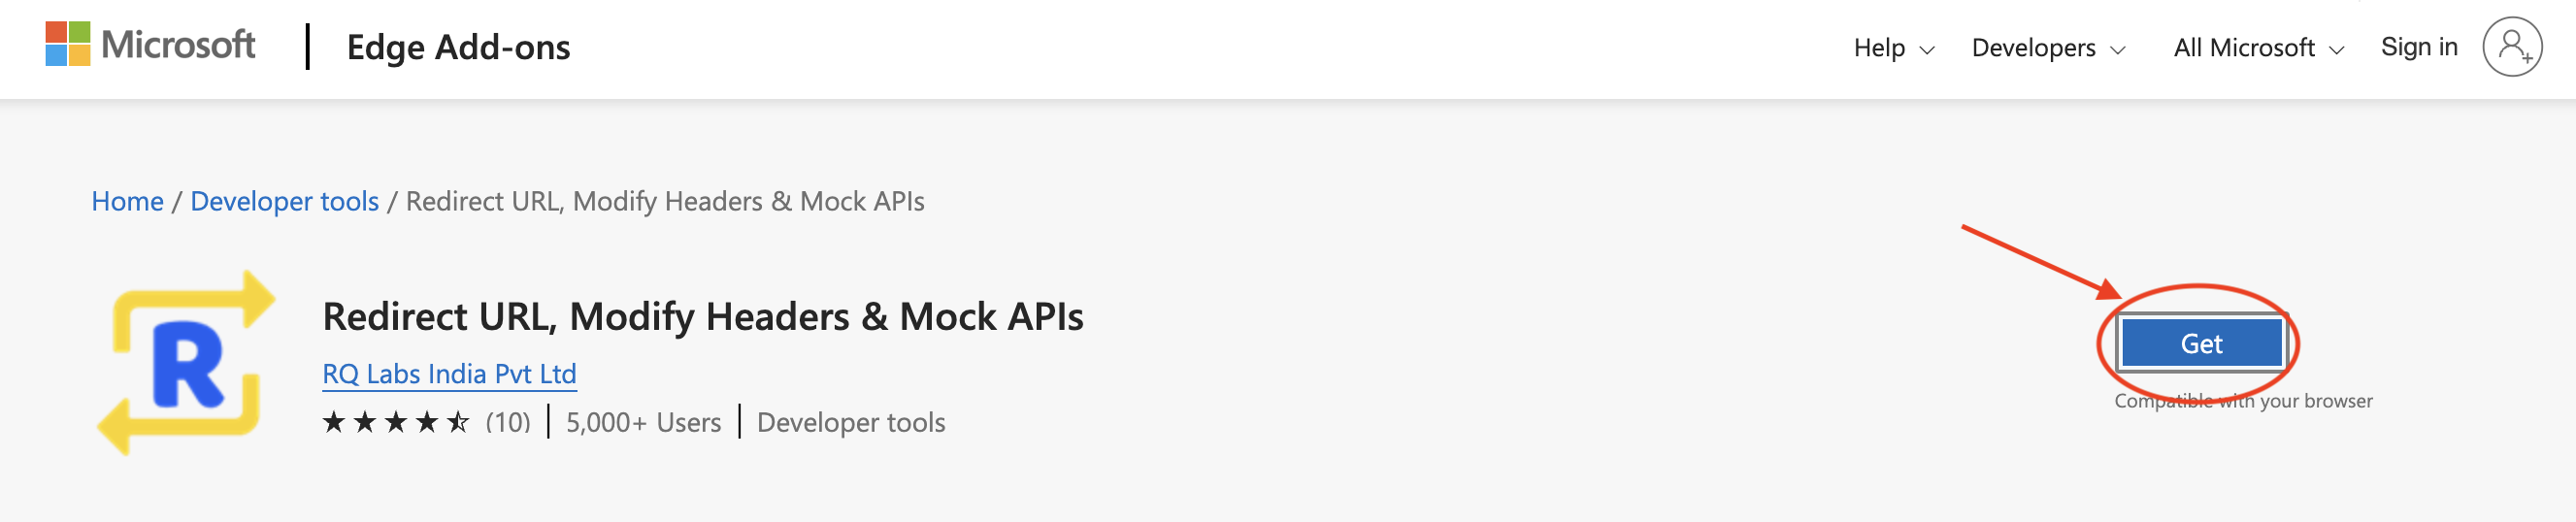 Microsoft | Edge Add-ons Help Developers All Microsoft Sign in
Home / Developer tools / Redirect URL, Modify Headers & Mock APIs
R
Redirect URL, Modify Headers & Mock APIs
RQ Labs India Pvt Ltd
(10) | 5,000+ Users | Developer tools
Get
Compatible with your browser